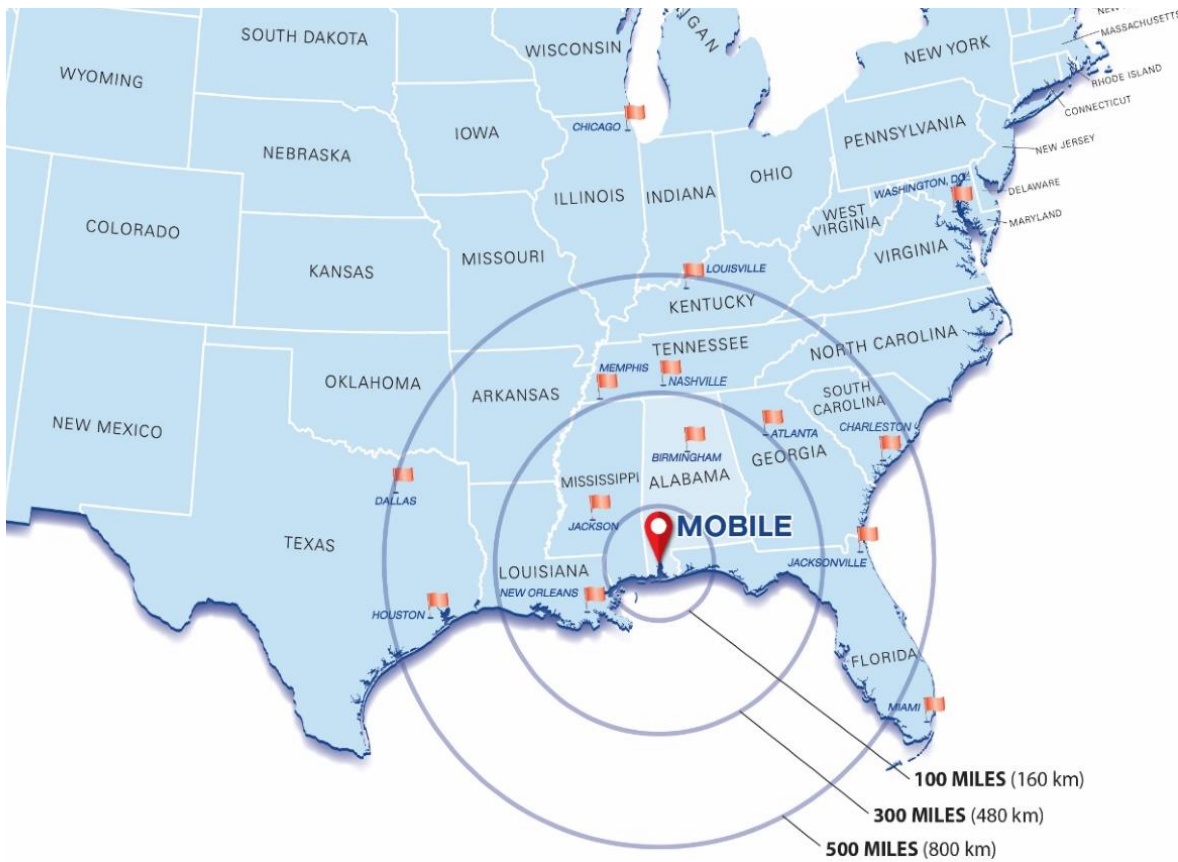 SOUTH DAKOTA
WISCONSIN
NEW YORK
MASSACHUSETTS
WYOMING
RHODE ISLAND
CONNECTICUT
CHICAGO
IOWA
PENNSYLVANIA
NEBRASKA
OHIO
NEW JERSEY
ILLINOIS
INDIANA
WASHINGTON, DC
DELAWARE
WEST
VIRGINIA
MARYLAND
COLORADO
MISSOURI
VIRGINIA
KANSAS
LOUISVILLE
KENTUCKY
NORTH CAROLINA
TENNESSEE
MEMPHIS
NASHVILLE
OKLAHOMA
ARKANSAS
SOUTH
CAROLINA
NEW MEXICO
ATLANTA
CHARLESTON
BIRMINGHAM
GEORGIA
MISSISSIPPI
ALABAMA
DALLAS
JACKSON
MOBILE
TEXAS
LOUISIANA
JACKSONVILLE
NEW ORLEANS
HOUSTON
FLORIDA
MIAMI
100 MILES (160 km)
300 MILES (480 km)
500 MILES (800 km)